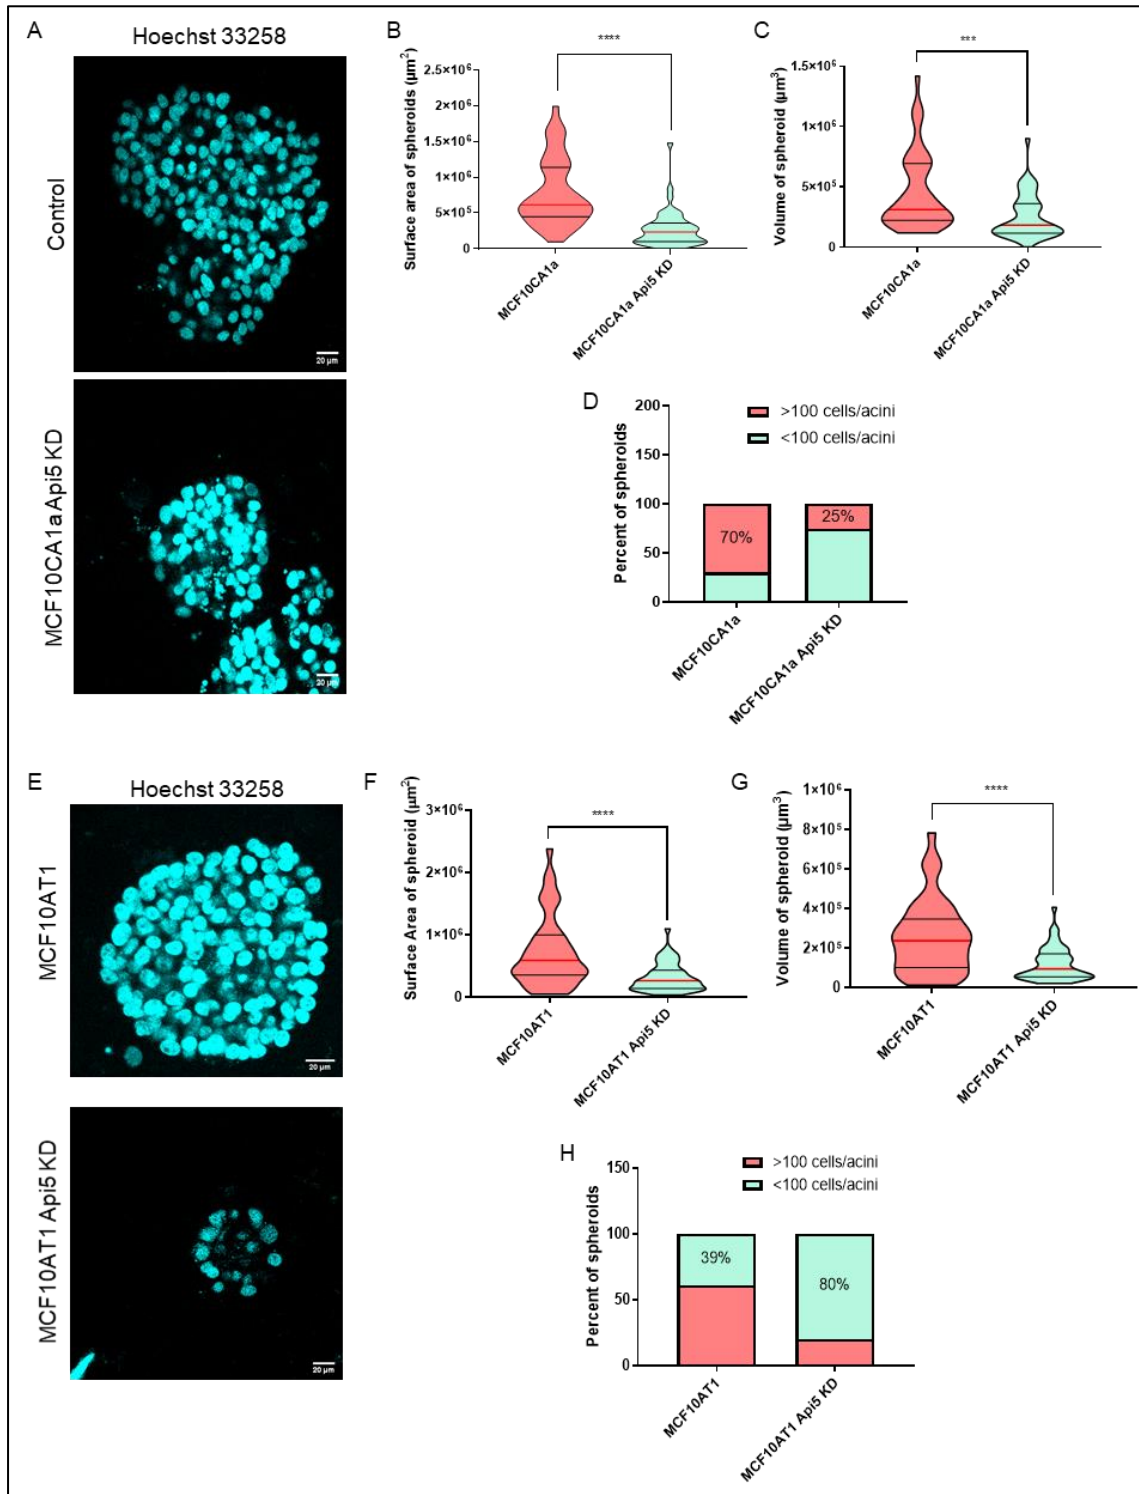 A
Hoechst 33258
Control
20 µm
MCF10CA1a Api5 KD
20 µm
B
****
Surface area of spheroids (µm²)
2.5×10⁶
2×10⁶
1.5×10⁶
1×10⁶
5×10⁵
0
MCF10CA1a
MCF10CA1a Api5 KD
C
***
Volume of spheroid (µm³)
1.5×10⁶
1×10⁶
5×10⁵
0
MCF10CA1a
MCF10CA1a Api5 KD
D
>100 cells/acini
<100 cells/acini
Percent of spheroids
200
150
100
50
0
70%
25%
MCF10CA1a
MCF10CA1a Api5 KD
E
Hoechst 33258
MCF10AT1
20 µm
MCF10AT1 Api5 KD
20 µm
F
****
Surface Area of spheroid (µm²)
3×10⁶
2×10⁶
1×10⁶
0
MCF10AT1
MCF10AT1 Api5 KD
G
****
Volume of spheroid (µm³)
1×10⁶
8×10⁵
6×10⁵
4×10⁵
2×10⁵
0
MCF10AT1
MCF10AT1 Api5 KD
H
>100 cells/acini
<100 cells/acini
Percent of spheroids
150
100
50
0
39%
80%
MCF10AT1
MCF10AT1 Api5 KD